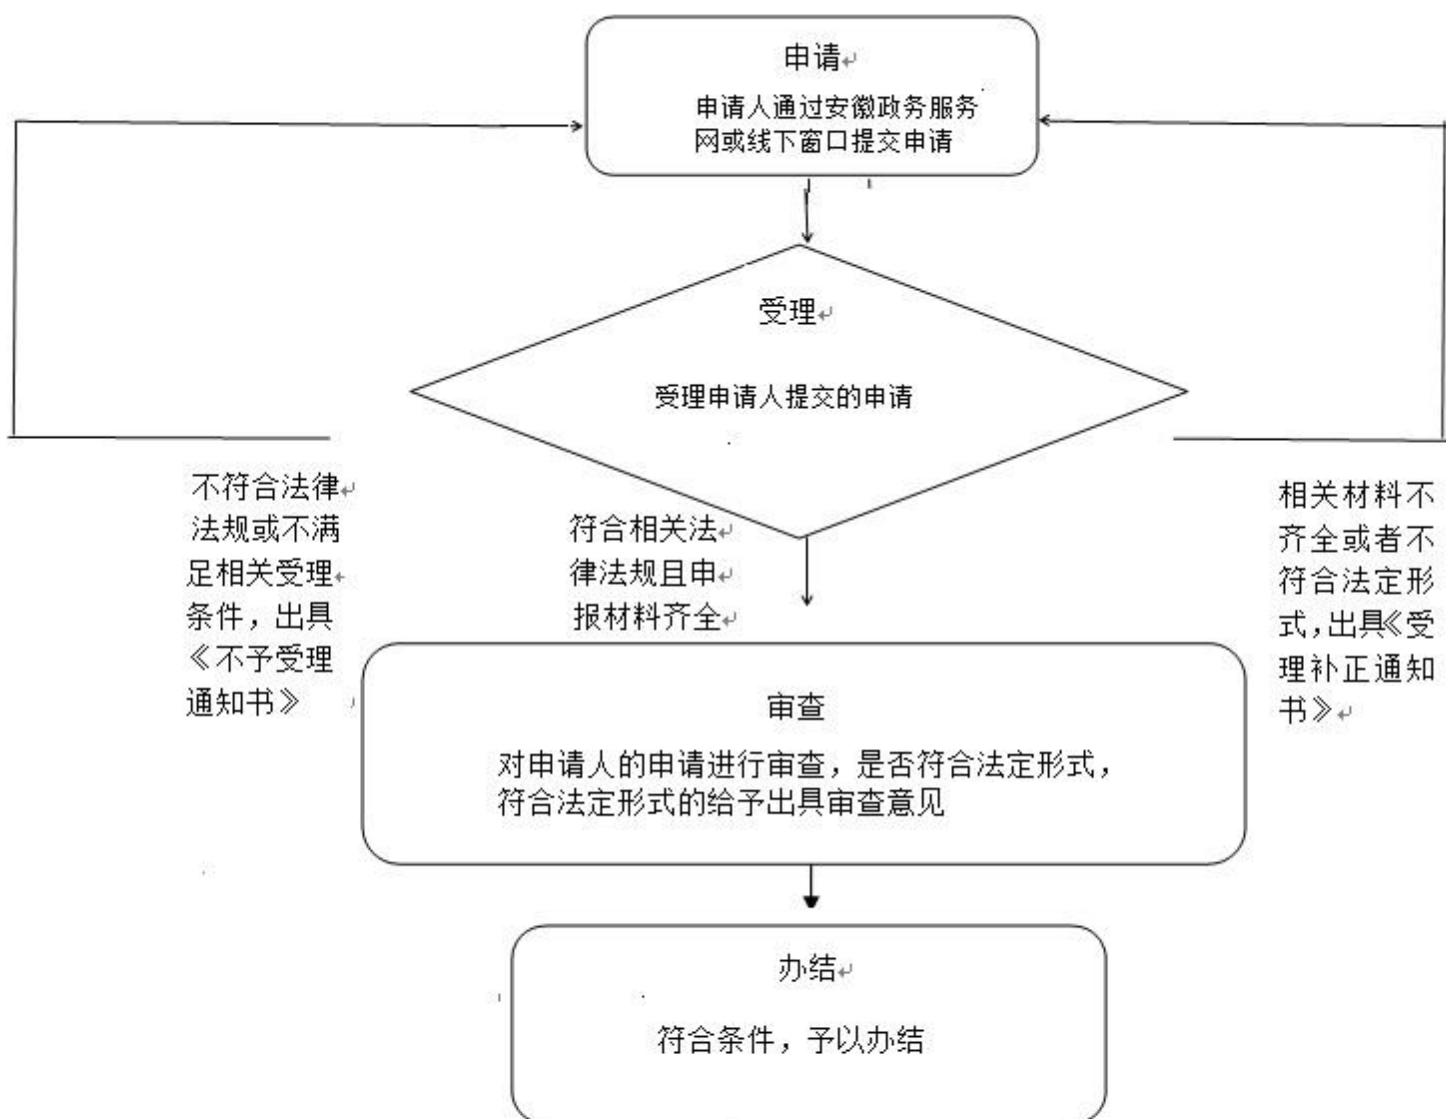 申请
申请人通过安徽政务服务
网或线下窗口提交申请
受理
受理申请人提交的申请
不符合法律
法规或不满
足相关受理
条件，出具
《不予受理
通知书》
符合相关法
律法规且申
报材料齐全
相关材料不
齐全或者不
符合法定形
式，出具《受
理补正通知
书》
审查
对申请人的申请进行审查，是否符合法定形式，
符合法定形式的给予出具审查意见
办结
符合条件，予以办结